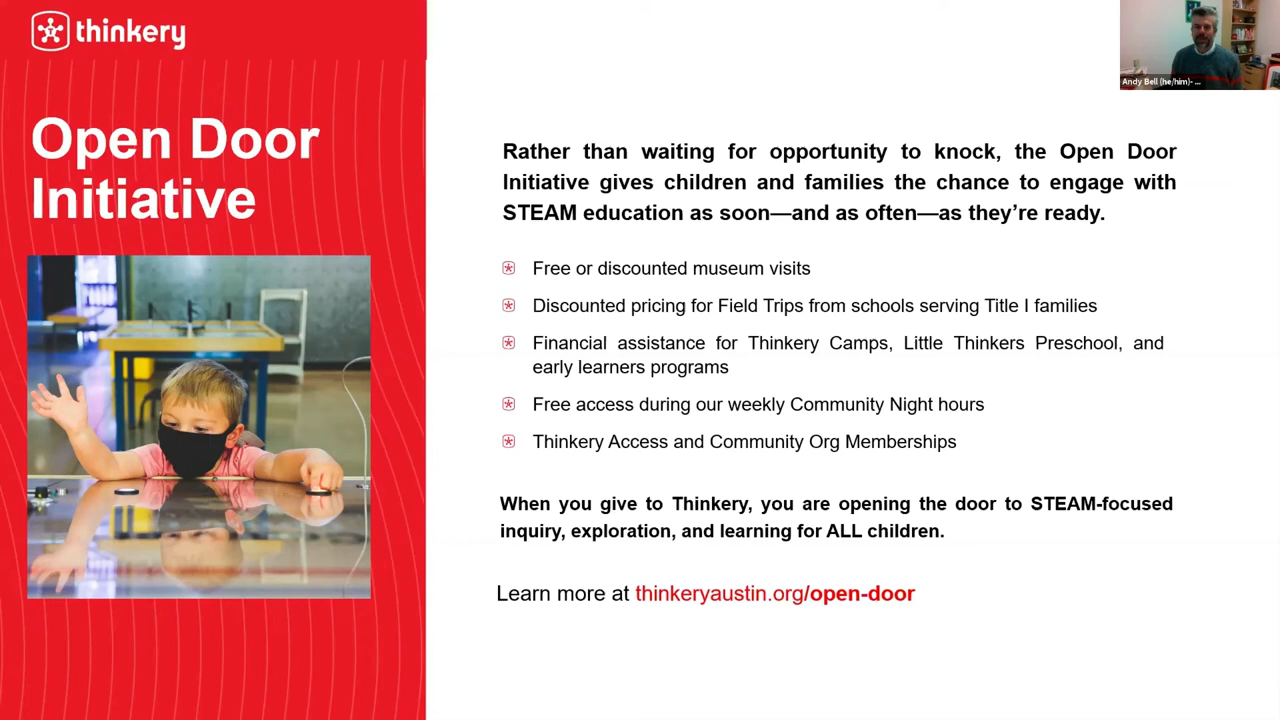 thinkery
Open Door
Initiative
Andy Bell (he/him)- ...
Rather than waiting for opportunity to knock, the Open Door
Initiative gives children and families the chance to engage with
STEAM education as soon—and as often—as they’re ready.
Free or discounted museum visits
Discounted pricing for Field Trips from schools serving Title I families
Financial assistance for Thinkery Camps, Little Thinkers Preschool, and
early learners programs
Free access during our weekly Community Night hours
Thinkery Access and Community Org Memberships
When you give to Thinkery, you are opening the door to STEAM-focused
inquiry, exploration, and learning for ALL children.
Learn more at thinkeryaustin.org/open-door